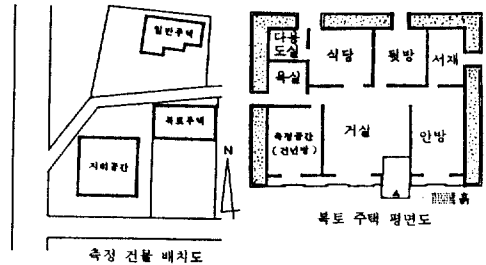 일반주택
복토주택
지하공간
N
측정 건물 배치도
다용
도실
식당
뒷방
서재
욕실
측정공간
(건넌방)
거실
안방
흙
복토 주택 평면도